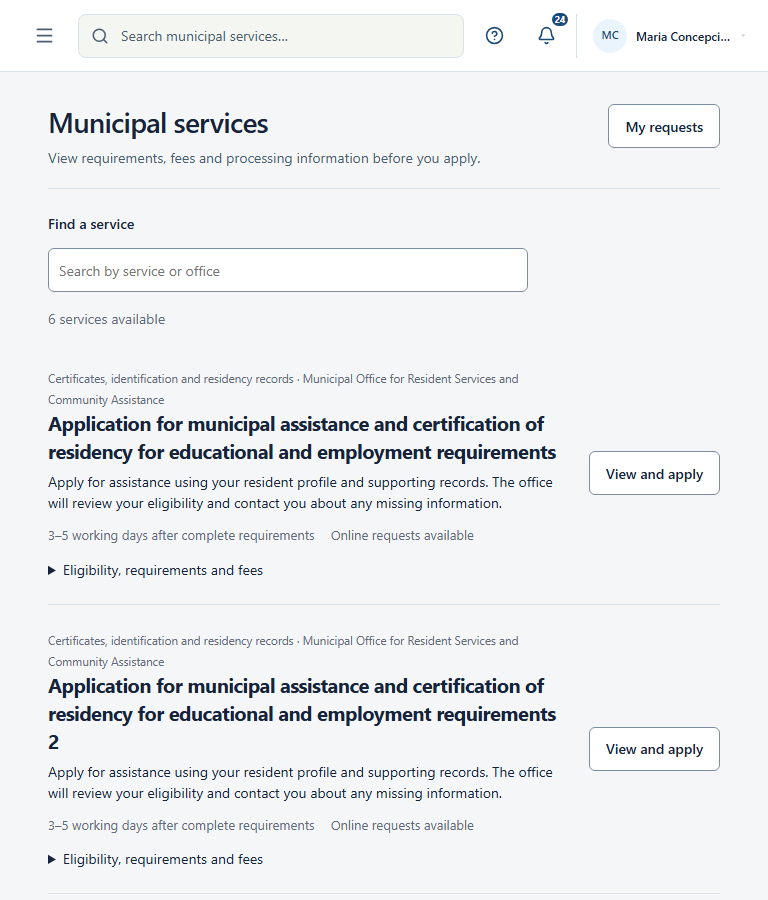 Search municipal services...
24
MC
Maria Concepci...
Municipal services
My requests
View requirements, fees and processing information before you apply.
Find a service
Search by service or office
6 services available
Certificates, identification and residency records · Municipal Office for Resident Services and
Community Assistance
Application for municipal assistance and certification of
residency for educational and employment requirements
View and apply
Apply for assistance using your resident profile and supporting records. The office
will review your eligibility and contact you about any missing information.
3–5 working days after complete requirements Online requests available
Eligibility, requirements and fees
Certificates, identification and residency records · Municipal Office for Resident Services and
Community Assistance
Application for municipal assistance and certification of
residency for educational and employment requirements
2
View and apply
Apply for assistance using your resident profile and supporting records. The office
will review your eligibility and contact you about any missing information.
3–5 working days after complete requirements Online requests available
Eligibility, requirements and fees